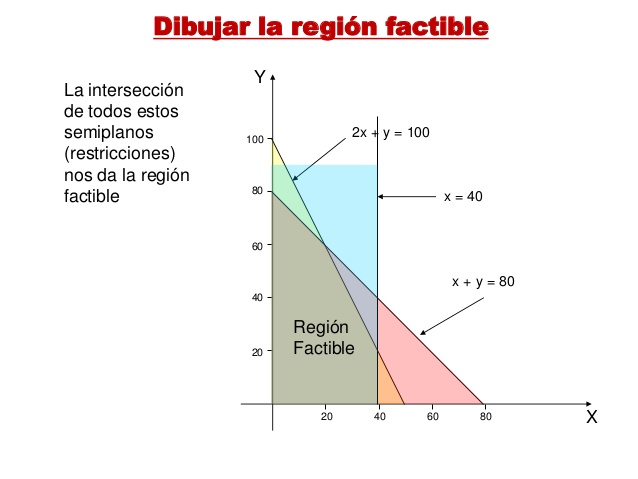 Dibujar la región factible
La intersección
de todos estos
semiplanos
(restricciones)
nos da la región
factible
Y
100
80
60
40
20
2x + y = 100
x = 40
x + y = 80
Región
Factible
20
40
60
80
X